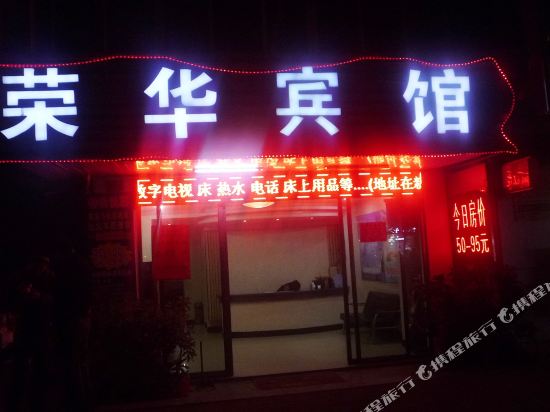 荣华宾馆
数字电视 床 热水 电话 床上用品等....(地址在
今日房价
50-95元
携程旅行
携程旅行